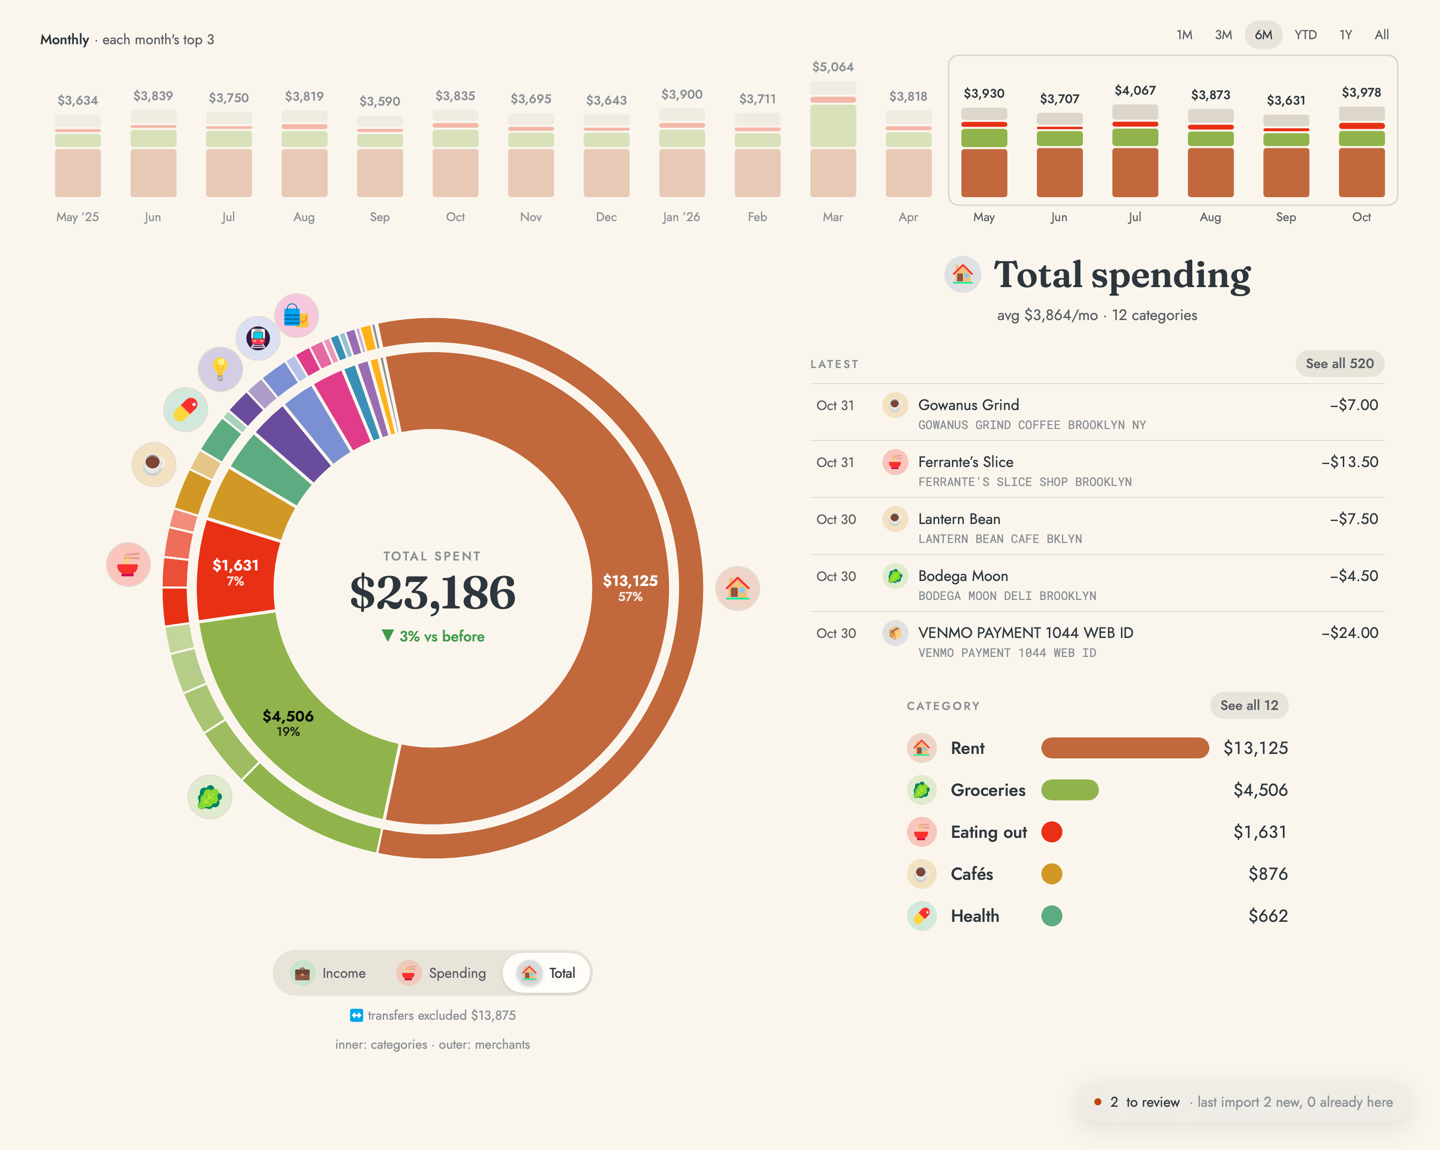 Monthly · each month's top 3
1M 3M 6M YTD 1Y All
$3,634 $3,839 $3,750 $3,819 $3,590 $3,835 $3,695 $3,643 $3,900 $3,711 $5,064 $3,818 $3,930 $3,707 $4,067 $3,873 $3,631 $3,978
May ’25 Jun Jul Aug Sep Oct Nov Dec Jan ’26 Feb Mar Apr May Jun Jul Aug Sep Oct
$1,631
7%
$4,506
19%
$13,125
57%
TOTAL SPENT
$23,186
▼ 3% vs before
Income Spending Total
transfers excluded $13,875
inner: categories · outer: merchants
Total spending
avg $3,864/mo · 12 categories
LATEST See all 520
Oct 31 Gowanus Grind −$7.00
GOWANUS GRIND COFFEE BROOKLYN NY
Oct 31 Ferrante’s Slice −$13.50
FERRANTE'S SLICE SHOP BROOKLYN
Oct 30 Lantern Bean −$7.50
LANTERN BEAN CAFE BKLYN
Oct 30 Bodega Moon −$4.50
BODEGA MOON DELI BROOKLYN
Oct 30 VENMO PAYMENT 1044 WEB ID −$24.00
VENMO PAYMENT 1044 WEB ID
CATEGORY See all 12
Rent $13,125
Groceries $4,506
Eating out $1,631
Cafés $876
Health $662
2 to review · last import 2 new, 0 already here